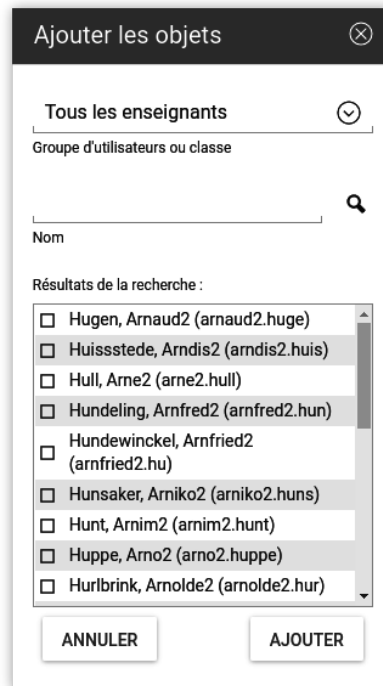 Ajouter les objets
Tous les enseignants
Groupe d'utilisateurs ou classe
Nom
Résultats de la recherche :
Hugen, Arnaud2 (arnaud2.huge)
Huissstede, Arndis2 (arndis2.huis)
Hull, Arne2 (arne2.hull)
Hundeling, Arnfred2 (arnfred2.hun)
Hundewinckel, Arnfried2
(arnfried2.hu)
Hunsaker, Arniko2 (arniko2.huns)
Hunt, Arnim2 (arnim2.hunt)
Huppe, Arno2 (arno2.huppe)
Hurlbrink, Arnolde2 (arnolde2.hur)
ANNULER
AJOUTER